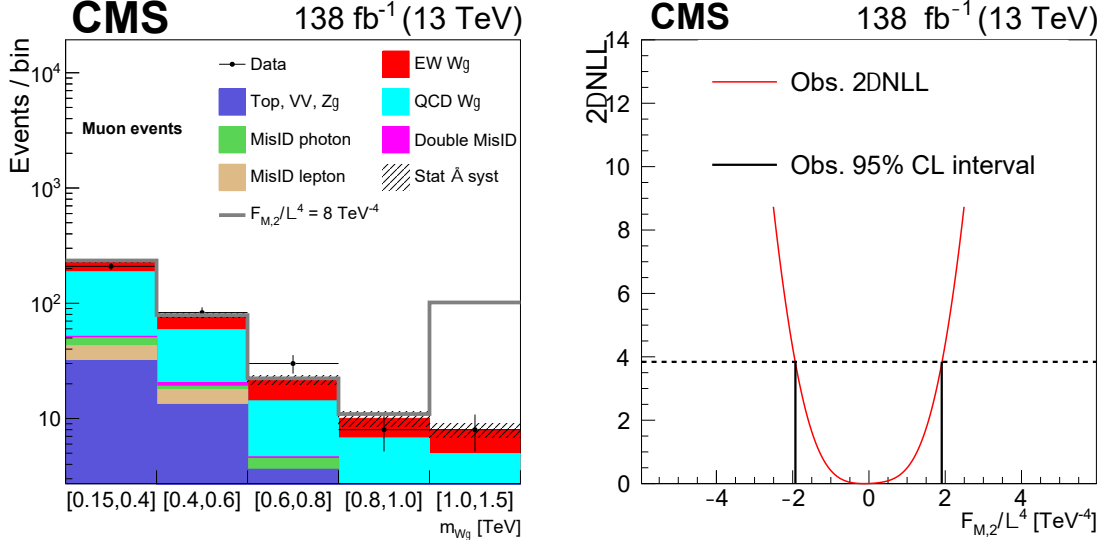 CMS 138 fb⁻¹ (13 TeV)
Events / bin
10⁴
10³
10²
10
Muon events
Data
EW Wg
Top, VV, Zg
QCD Wg
MisID photon
Double MisID
MisID lepton
Stat Å syst
F_M,2/L⁴ = 8 TeV⁻⁴
[0.15,0.4] [0.4,0.6] [0.6,0.8] [0.8,1.0] [1.0,1.5]
m_Wg [TeV]
CMS 138 fb⁻¹ (13 TeV)
2DNLL
14
12
10
8
6
4
2
0
Obs. 2DNLL
Obs. 95% CL interval
−4 −2 0 2 4
F_M,2/L⁴ [TeV⁻⁴]